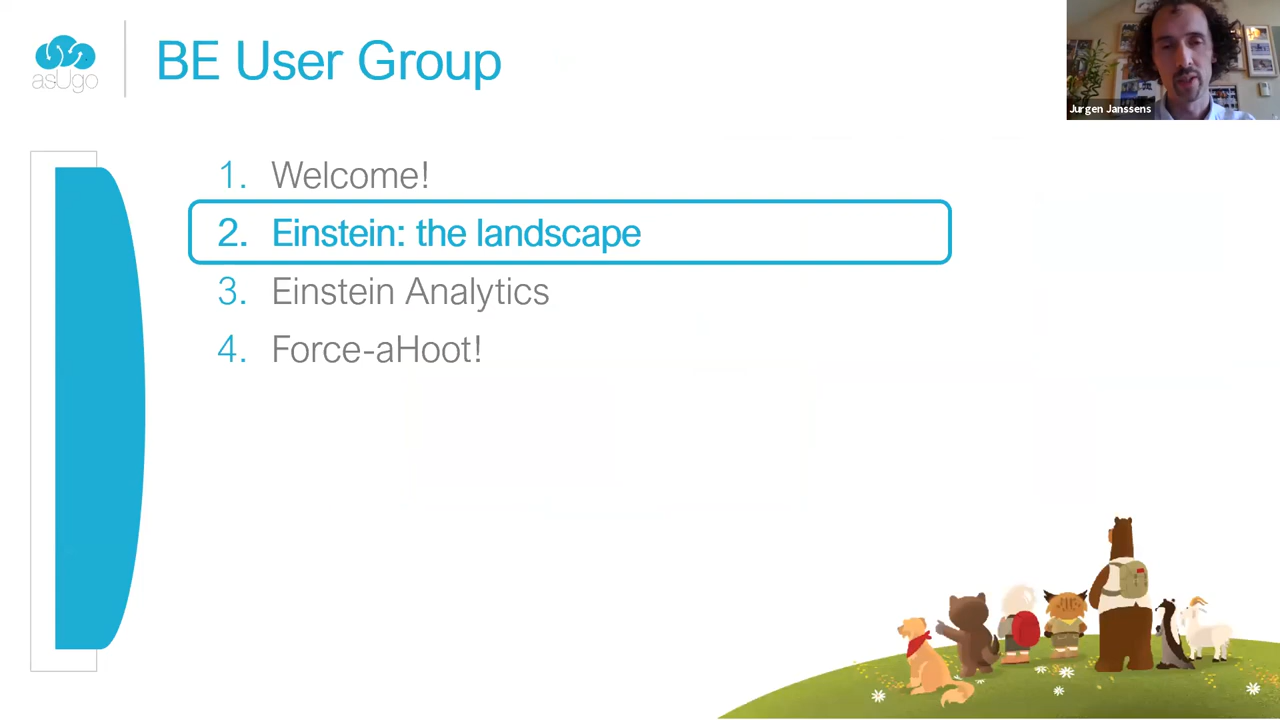 asUgo
BE User Group
Jurgen Janssens
1. Welcome!
2. Einstein: the landscape
3. Einstein Analytics
4. Force-aHoot!